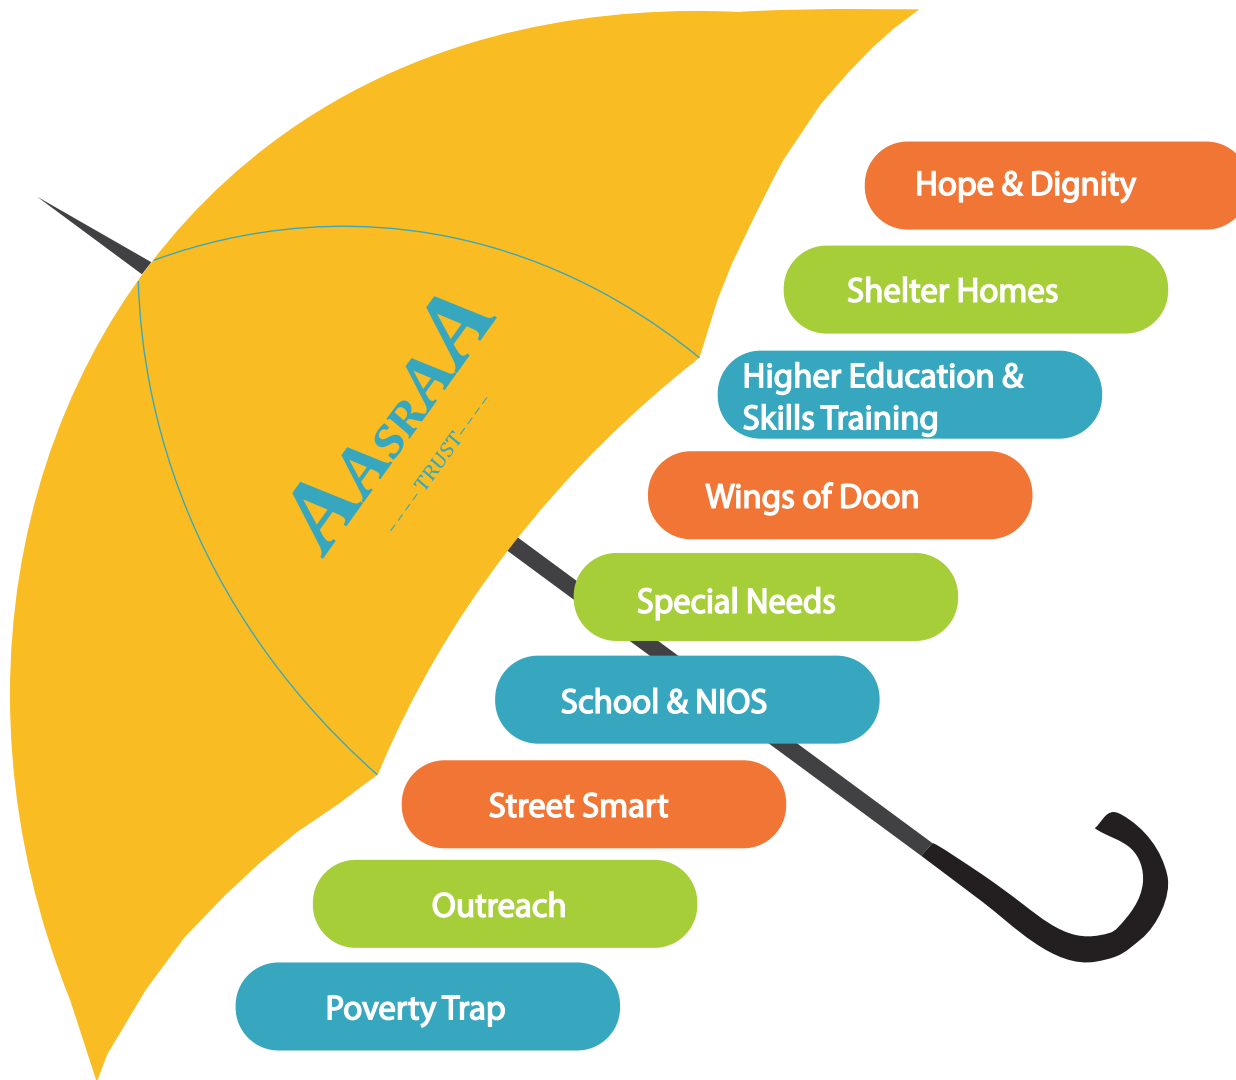 Hope & Dignity
Shelter Homes
Higher Education &
Skills Training
AASRAA
TRUST
Wings of Doon
Special Needs
School & NIOS
Street Smart
Outreach
Poverty Trap